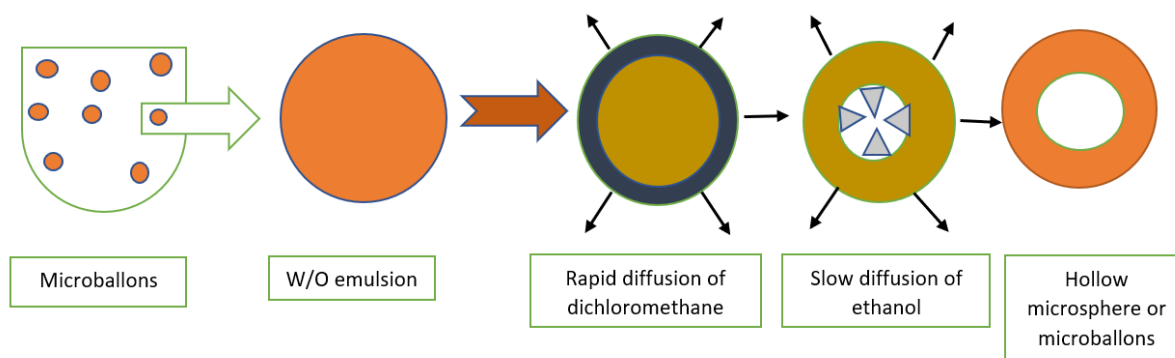 Microballons
W/O emulsion
Rapid diffusion of
dichloromethane
Slow diffusion of
ethanol
Hollow
microsphere or
microballons